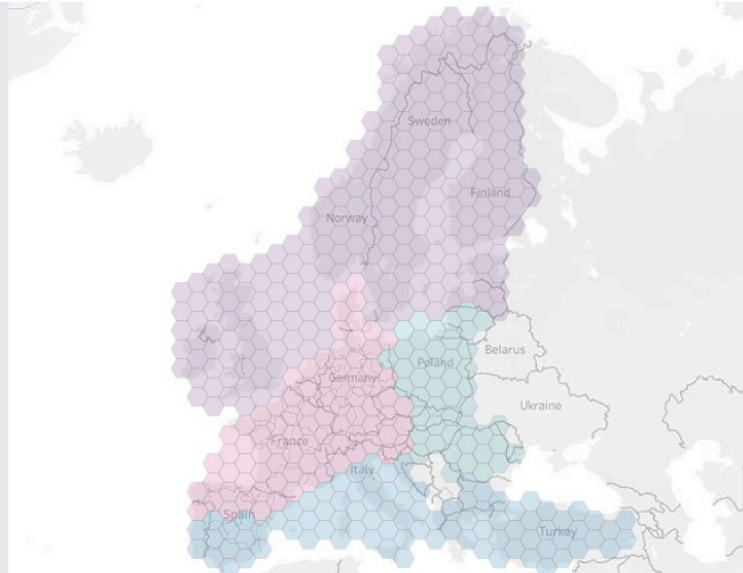 Sweden
Finland
Norway
Belarus
Poland
Germany
Ukraine
France
Italy
Spain
Turkey